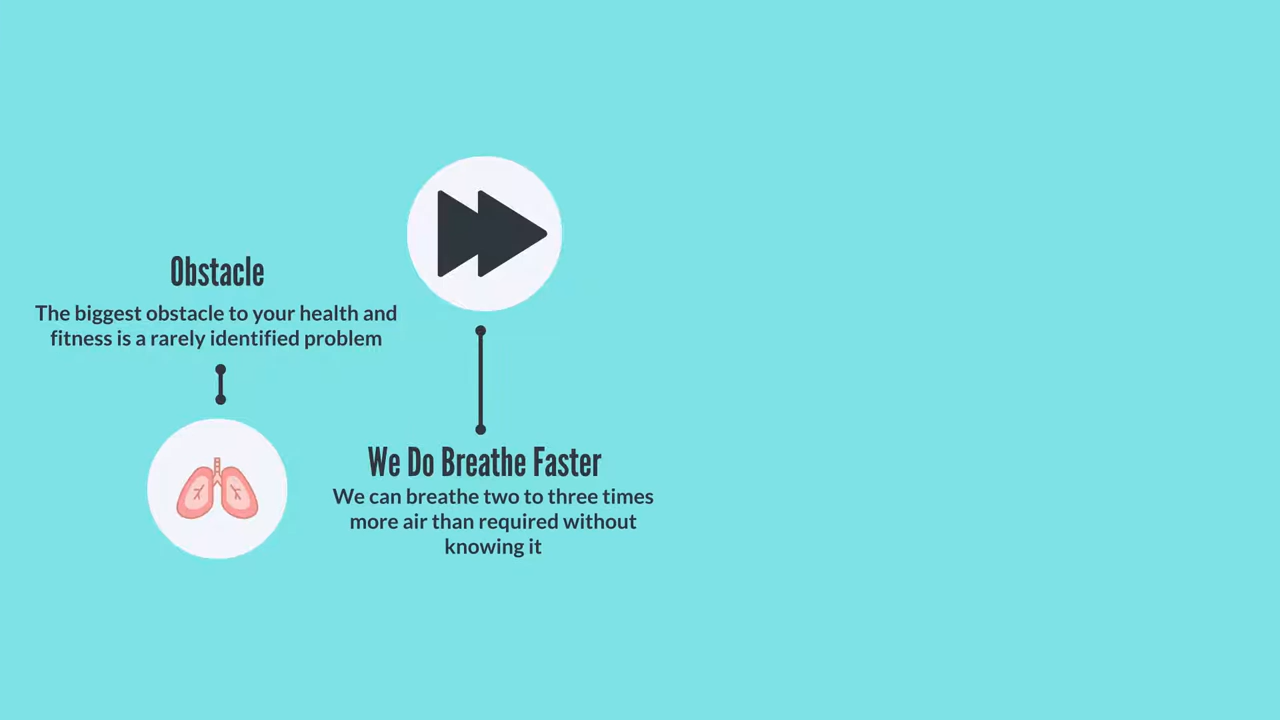 Obstacle
The biggest obstacle to your health and
fitness is a rarely identified problem
We Do Breathe Faster
We can breathe two to three times
more air than required without
knowing it